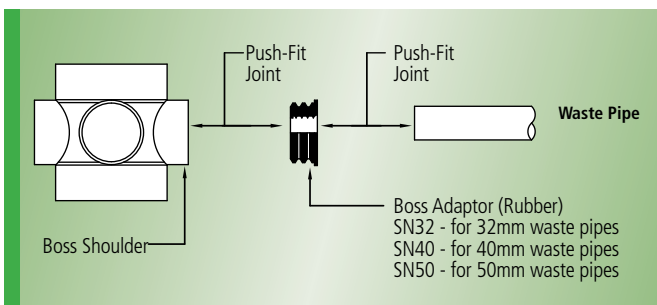 Push-Fit
Joint
Push-Fit
Joint
Waste Pipe
Boss Shoulder
Boss Adaptor (Rubber)
SN32 - for 32mm waste pipes
SN40 - for 40mm waste pipes
SN50 - for 50mm waste pipes